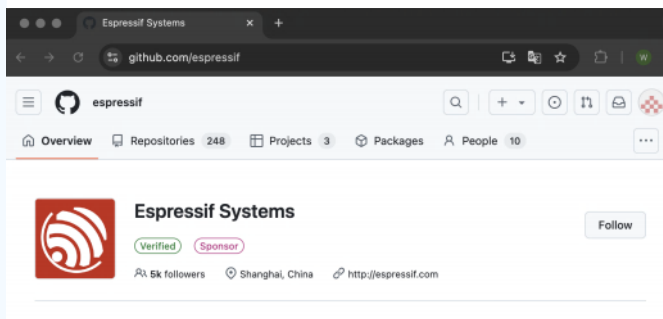 Espressif Systems
github.com/espressif
W
espressif
Overview Repositories 248 Projects 3 Packages People 10
Espressif Systems
Follow
Verified Sponsor
5k followers Shanghai, China http://espressif.com